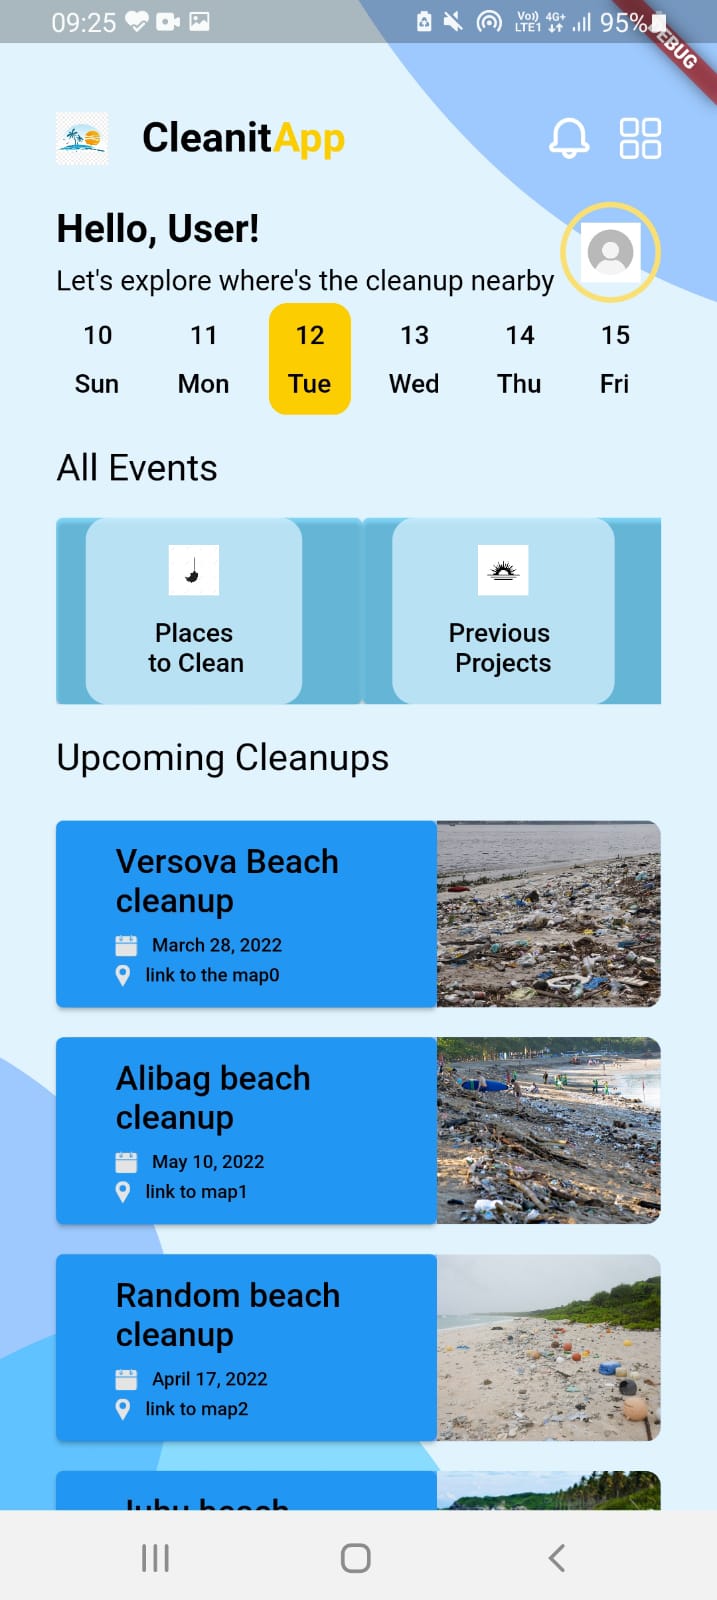 09:25
Vo)) 4G+
LTE1
95%
EBUG
CleanitApp
Hello, User!
Let's explore where's the cleanup nearby
10 11 12 13 14 15
Sun Mon Tue Wed Thu Fri
All Events
Places
to Clean
Previous
Projects
Upcoming Cleanups
Versova Beach
cleanup
March 28, 2022
link to the map0
Alibag beach
cleanup
May 10, 2022
link to map1
Random beach
cleanup
April 17, 2022
link to map2
Juhu beach